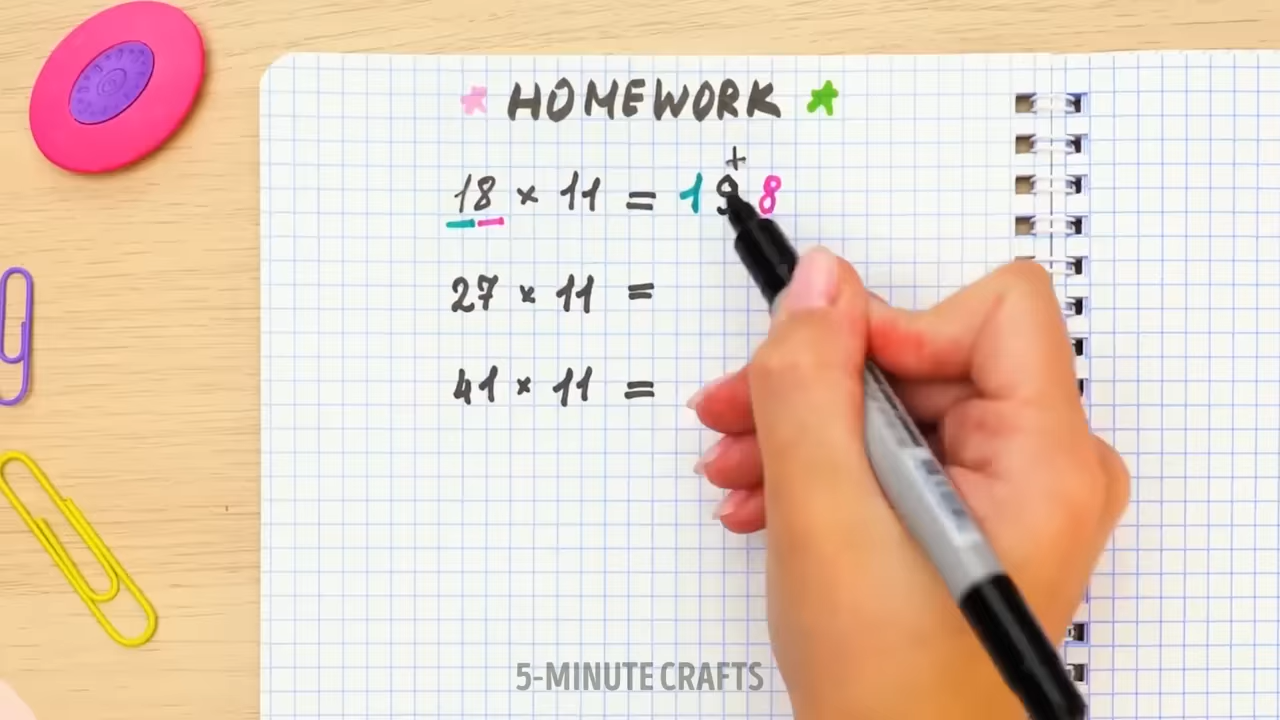 HOMEWORK
+
18 × 11 = 198
27 × 11 =
41 × 11 =
5-MINUTE CRAFTS